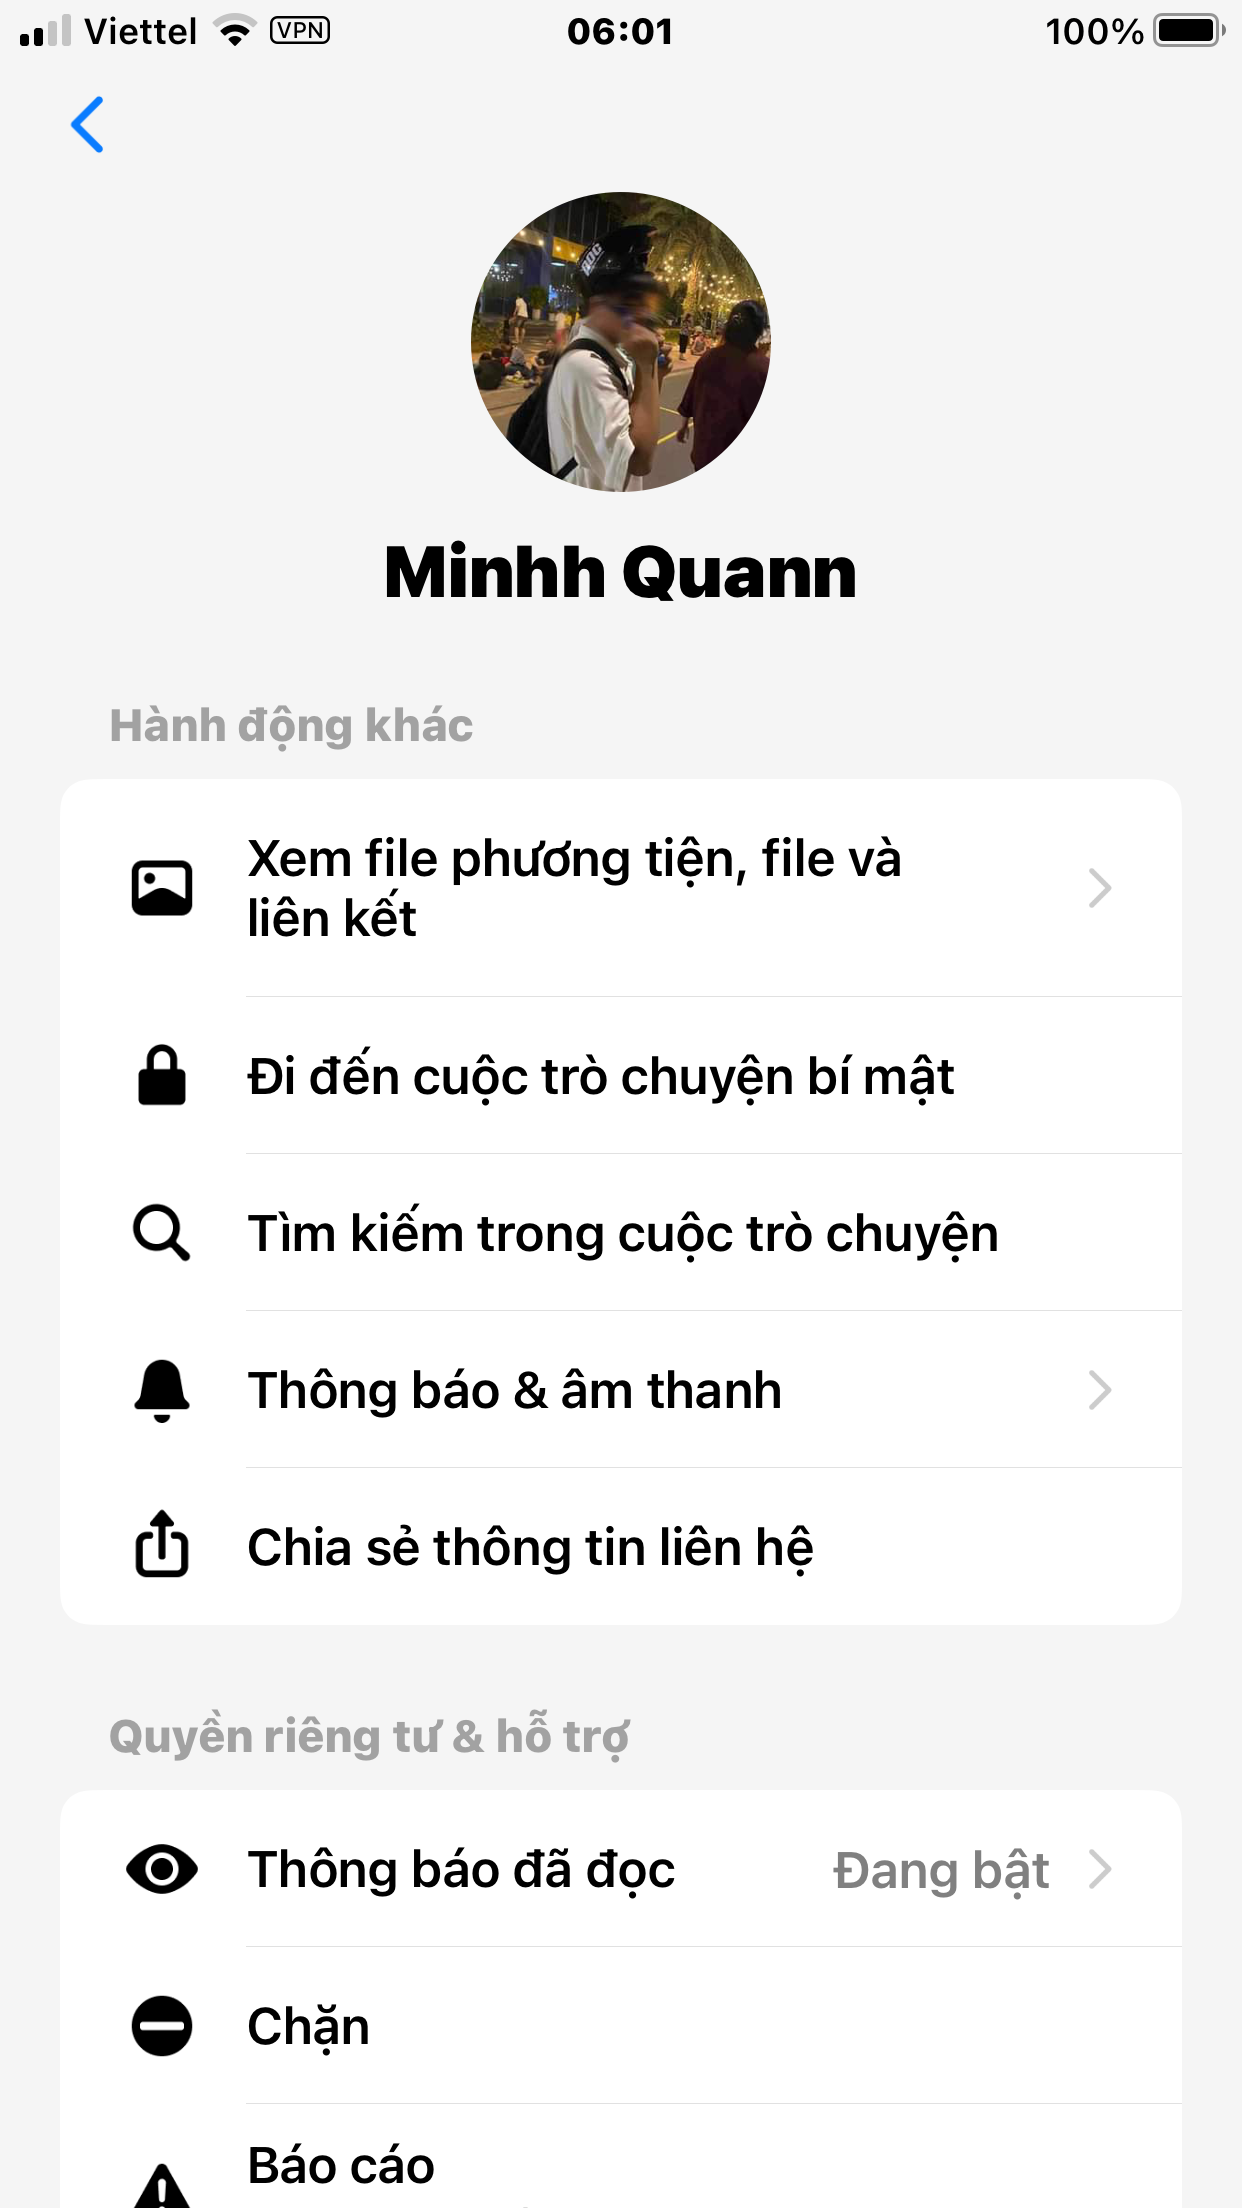 Viettel VPN 06:01 100%
ROC
Minhh Quann
Hành động khác
Xem file phương tiện, file và
liên kết
Đi đến cuộc trò chuyện bí mật
Tìm kiếm trong cuộc trò chuyện
Thông báo & âm thanh
Chia sẻ thông tin liên hệ
Quyền riêng tư & hỗ trợ
Thông báo đã đọc Đang bật
Chặn
Báo cáo